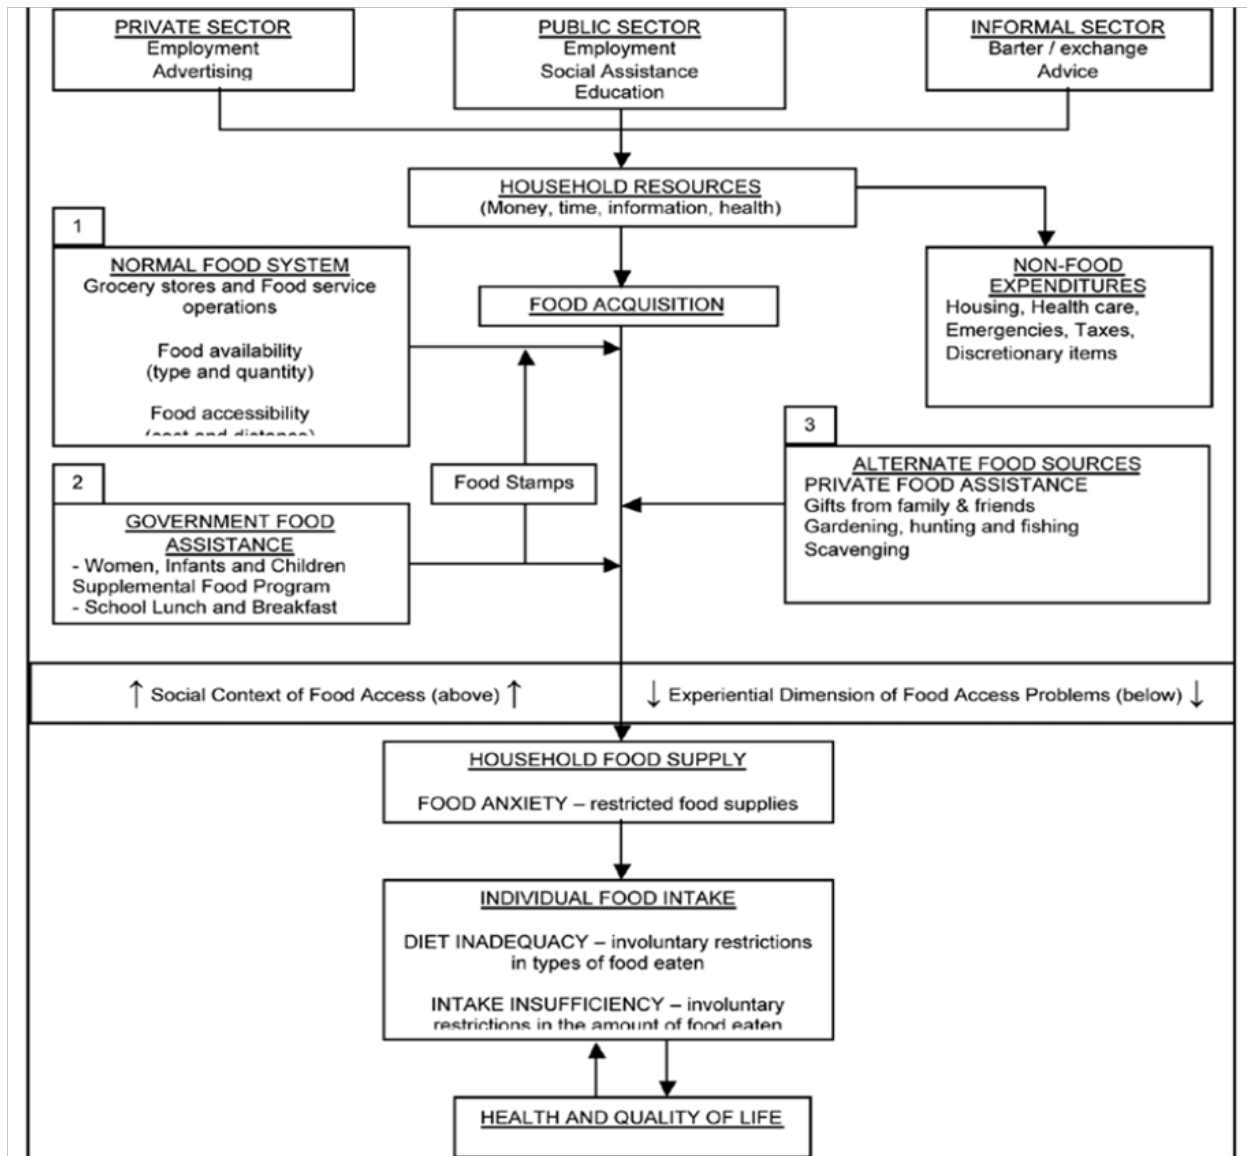 PRIVATE SECTOR
Employment
Advertising
PUBLIC SECTOR
Employment
Social Assistance
Education
INFORMAL SECTOR
Barter / exchange
Advice
HOUSEHOLD RESOURCES
(Money, time, information, health)
1
NORMAL FOOD SYSTEM
Grocery stores and Food service
operations
Food availability
(type and quantity)
Food accessibility
(cost and distance)
FOOD ACQUISITION
NON-FOOD
EXPENDITURES
Housing, Health care,
Emergencies, Taxes,
Discretionary items
2
GOVERNMENT FOOD
ASSISTANCE
- Women, Infants and Children
Supplemental Food Program
- School Lunch and Breakfast
Food Stamps
3
ALTERNATE FOOD SOURCES
PRIVATE FOOD ASSISTANCE
Gifts from family & friends
Gardening, hunting and fishing
Scavenging
↑ Social Context of Food Access (above) ↑
↓ Experiential Dimension of Food Access Problems (below) ↓
HOUSEHOLD FOOD SUPPLY
FOOD ANXIETY – restricted food supplies
INDIVIDUAL FOOD INTAKE
DIET INADEQUACY – involuntary restrictions
in types of food eaten
INTAKE INSUFFICIENCY – involuntary
restrictions in the amount of food eaten
HEALTH AND QUALITY OF LIFE